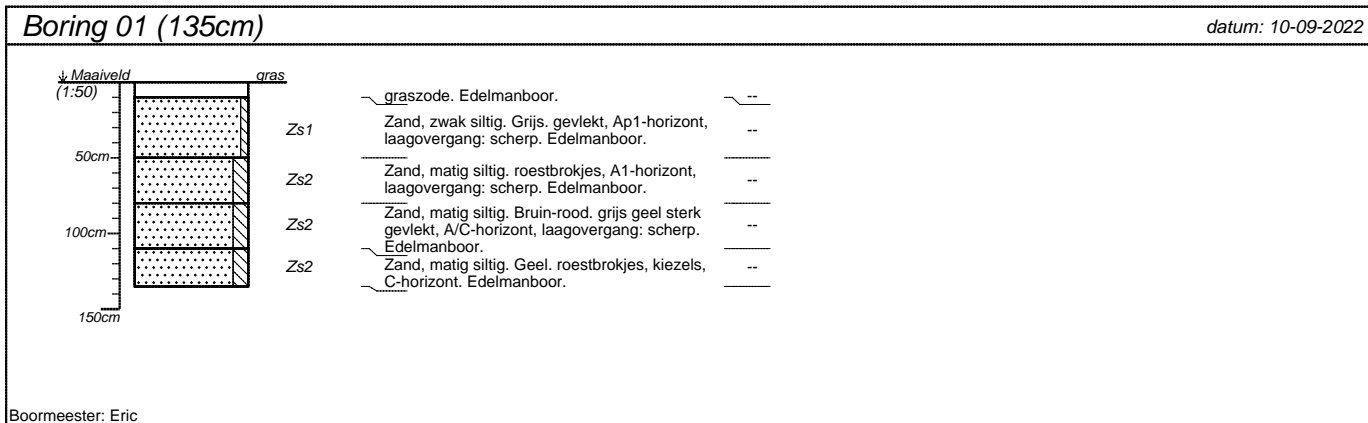 Boring 01 (135cm)
datum: 10-09-2022
Maaiveld
gras
(1:50)
graszode. Edelmanboor.
--
Zs1
Zand, zwak siltig. Grijs. gevlekt, Ap1-horizont,
laagovergang: scherp. Edelmanboor.
--
50cm
Zs2
Zand, matig siltig. roestbrokjes, A1-horizont,
laagovergang: scherp. Edelmanboor.
--
100cm
Zs2
Zand, matig siltig. Bruin-rood. grijs geel sterk
gevlekt, A/C-horizont, laagovergang: scherp.
Edelmanboor.
--
Zs2
Zand, matig siltig. Geel. roestbrokjes, kiezels,
C-horizont. Edelmanboor.
--
150cm
Boormeester: Eric